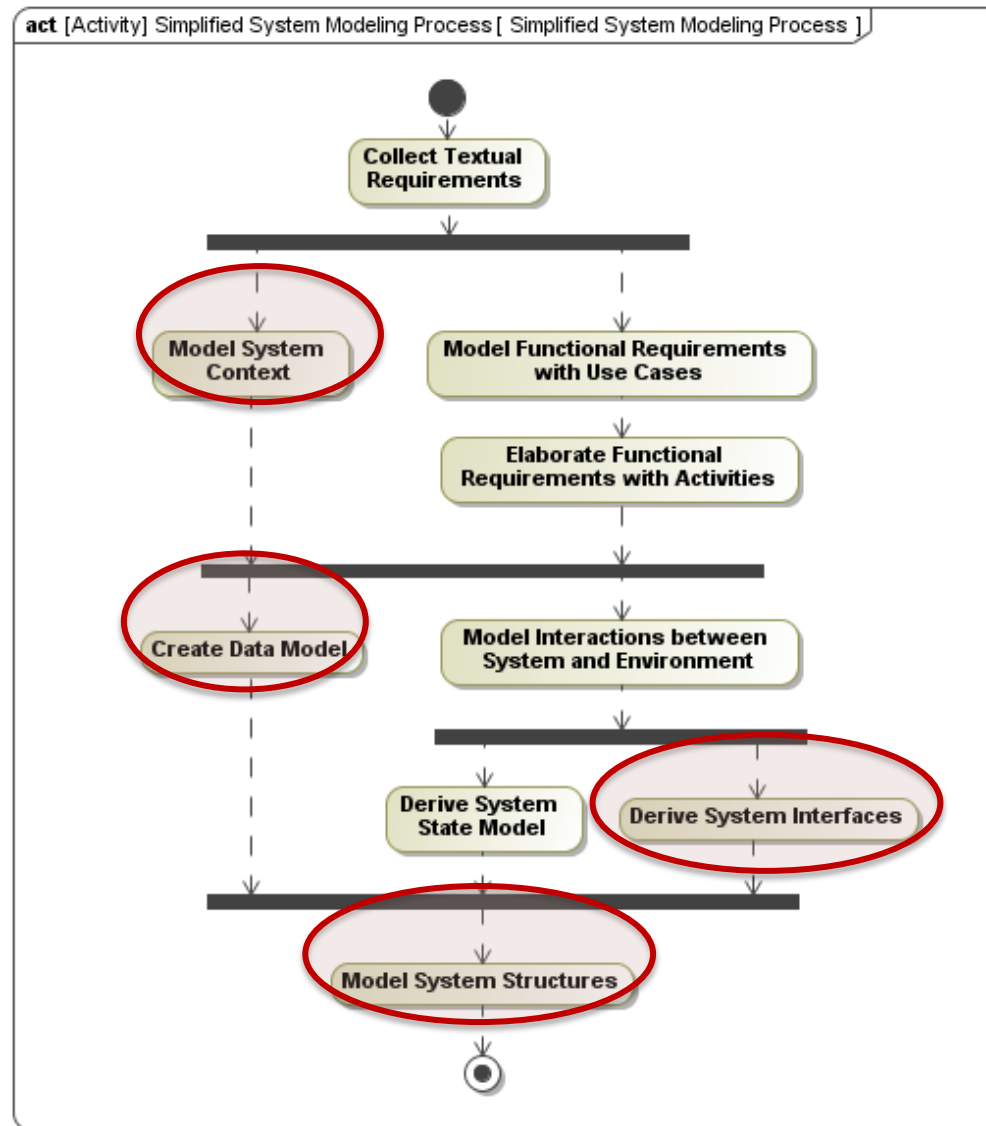 act [Activity] Simplified System Modeling Process [ Simplified System Modeling Process ]
Collect Textual
Requirements
Model System
Context
Model Functional Requirements
with Use Cases
Elaborate Functional
Requirements with Activities
Create Data Model
Model Interactions between
System and Environment
Derive System
State Model
Derive System Interfaces
Model System Structures